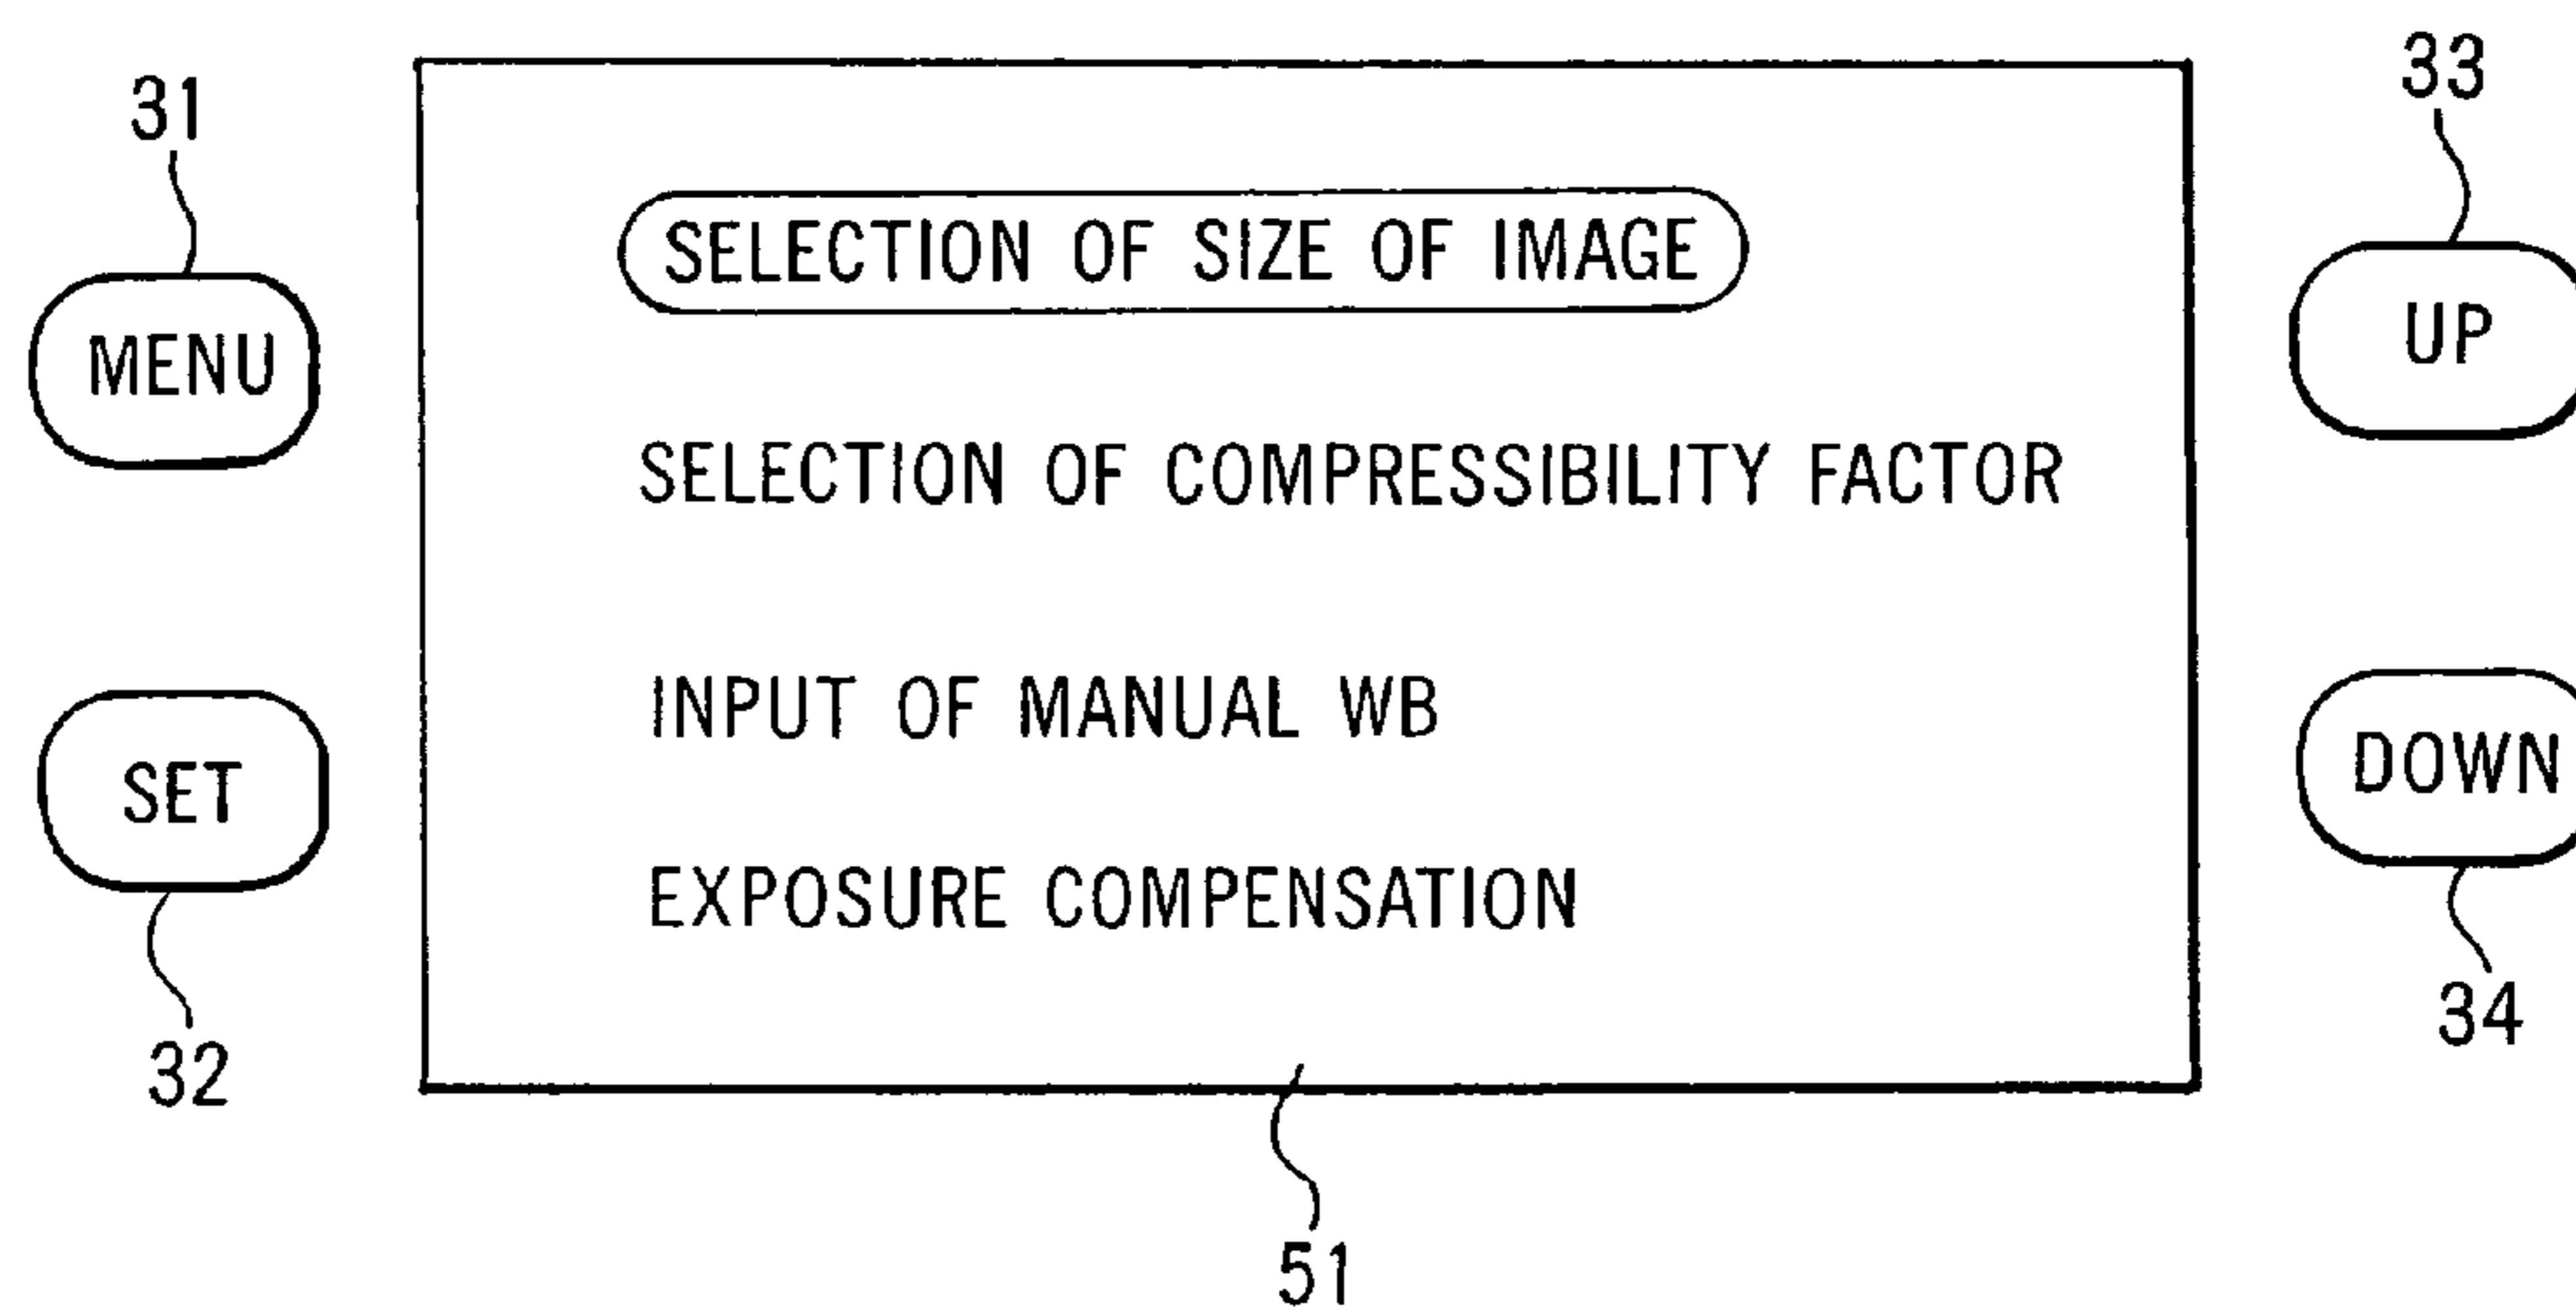 31
MENU
SET
32
SELECTION OF SIZE OF IMAGE
SELECTION OF COMPRESSIBILITY FACTOR
INPUT OF MANUAL WB
EXPOSURE COMPENSATION
51
33
UP
DOWN
34